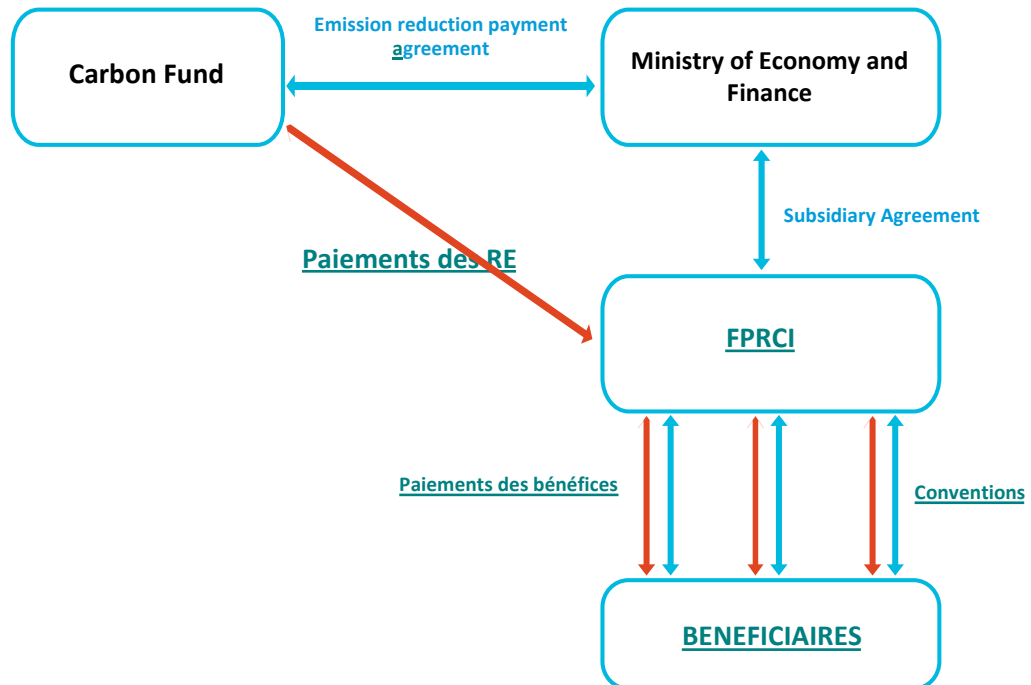 Emission reduction payment
agreement
Carbon Fund
Ministry of Economy and
Finance
Subsidiary Agreement
Paiements des RE
FPRCI
Paiements des bénéfices
Conventions
BENEFICIAIRES